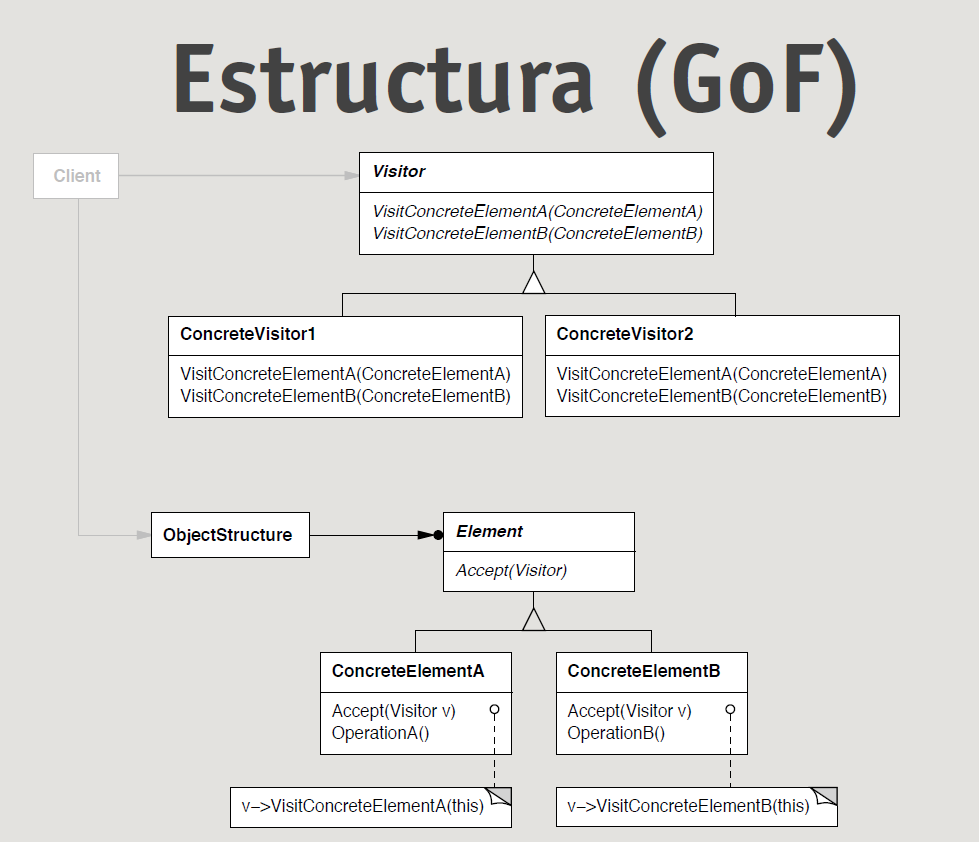 Estructura (GoF)
Client
Visitor
VisitConcreteElementA(ConcreteElementA)
VisitConcreteElementB(ConcreteElementB)
ConcreteVisitor1
VisitConcreteElementA(ConcreteElementA)
VisitConcreteElementB(ConcreteElementB)
ConcreteVisitor2
VisitConcreteElementA(ConcreteElementA)
VisitConcreteElementB(ConcreteElementB)
ObjectStructure
Element
Accept(Visitor)
ConcreteElementA
Accept(Visitor v)
OperationA()
ConcreteElementB
Accept(Visitor v)
OperationB()
v–>VisitConcreteElementA(this)
v–>VisitConcreteElementB(this)